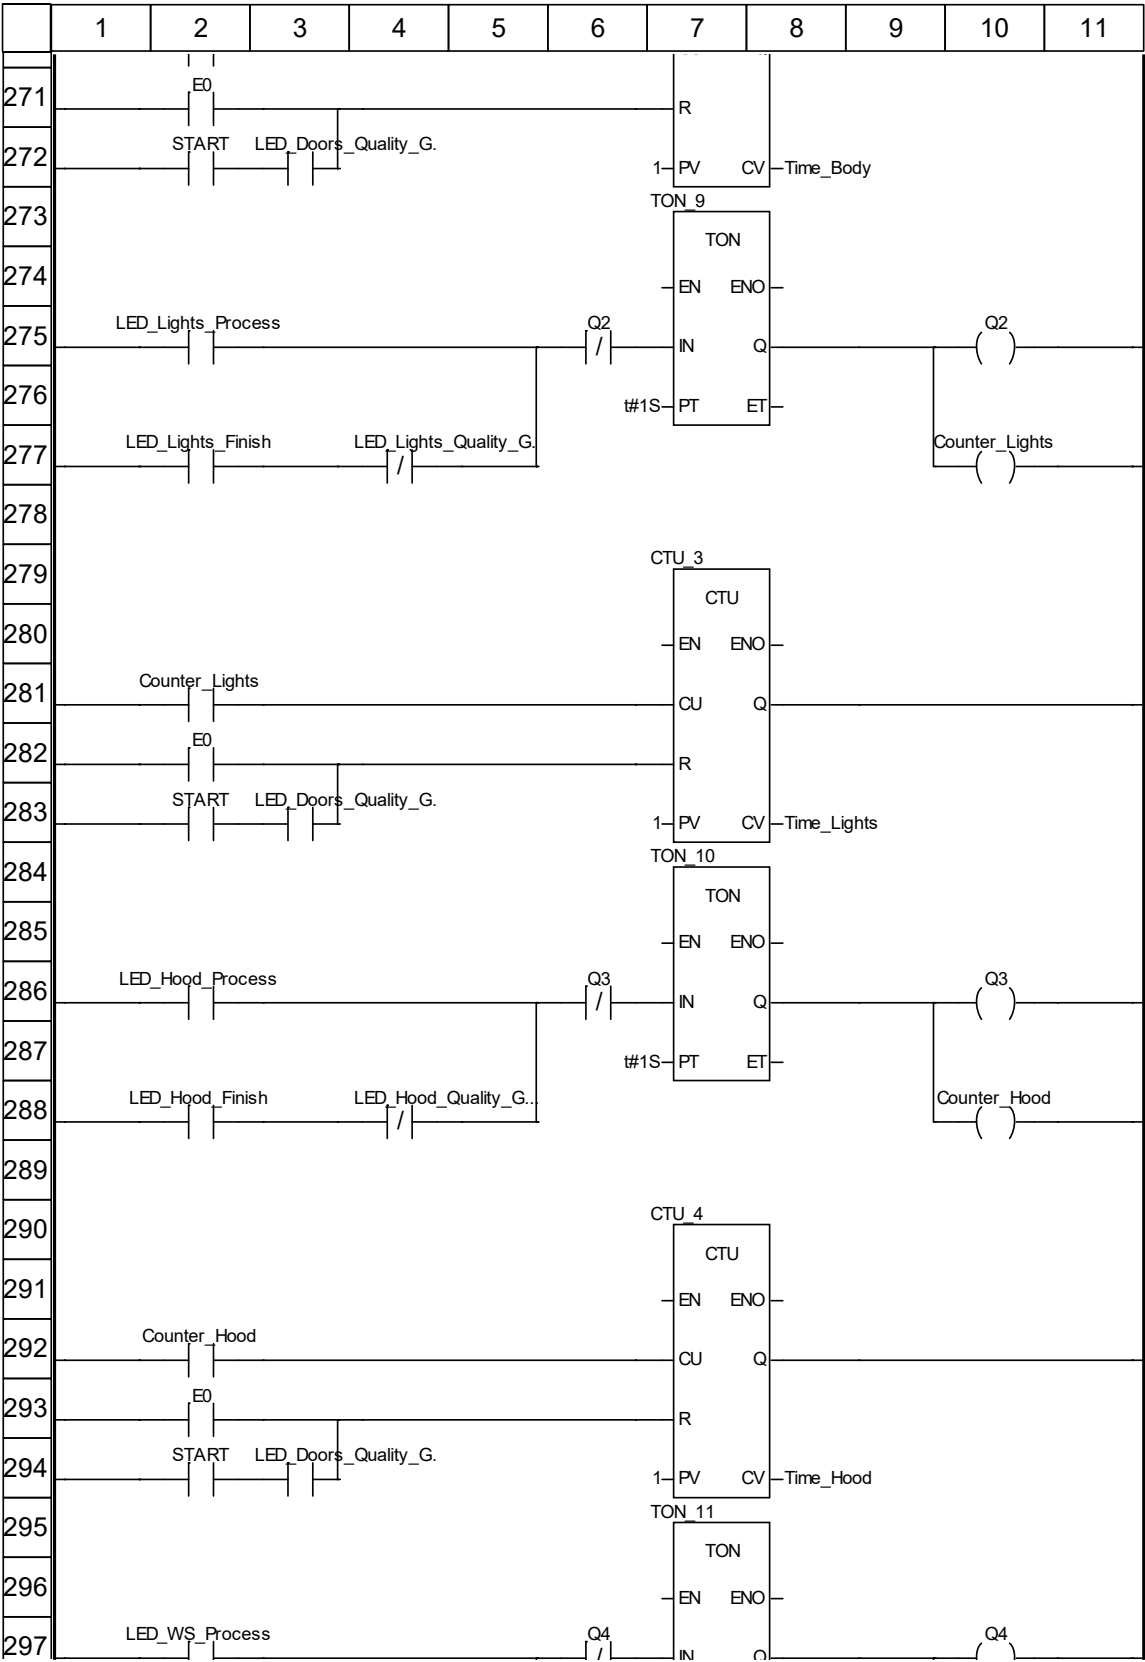 1 2 3 4 5 6 7 8 9 10 11
271 E0 R
START LED_Doors_Quality_G.
272 1 PV CV Time_Body
TON_9
273
TON
274 EN ENO
LED_Lights_Process Q2 Q2
275 / IN Q
276 t#1S PT ET
LED_Lights_Finish LED_Lights_Quality_G. Counter_Lights
277 /
278
CTU_3
279
CTU
280 EN ENO
Counter_Lights
281 CU Q
E0
282 R
START LED_Doors_Quality_G.
283 1 PV CV Time_Lights
TON_10
284
TON
285 EN ENO
LED_Hood_Process Q3 Q3
286 / IN Q
287 t#1S PT ET
LED_Hood_Finish LED_Hood_Quality_G... Counter_Hood
288 /
289
CTU_4
290
CTU
291 EN ENO
Counter_Hood
292 CU Q
E0
293 R
START LED_Doors_Quality_G.
294 1 PV CV Time_Hood
TON_11
295
TON
296 EN ENO
LED_WS_Process Q4 Q4
297 / IN Q